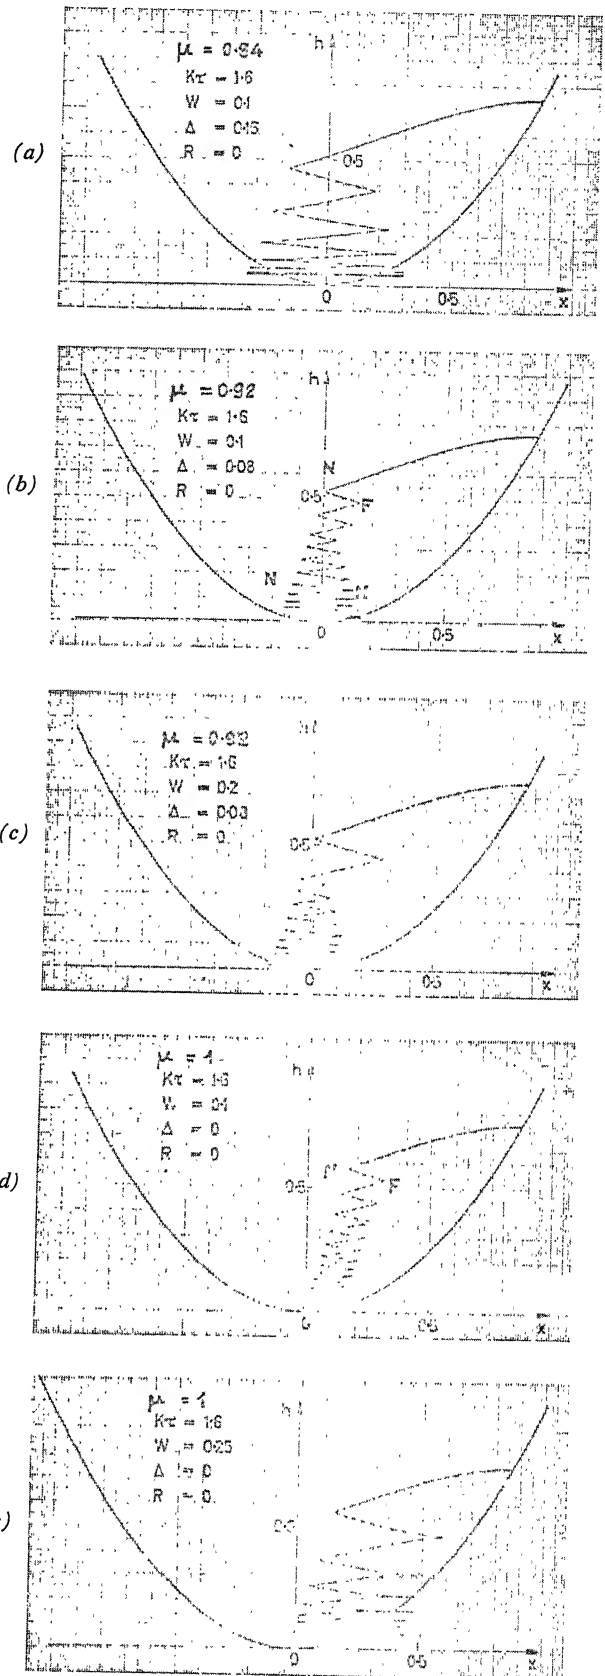 (a)
μ = 0.84
Kτ = 1.6
W = 0.1
Δ = 0.15
R = 0
h
0.5
0
0.5
x
(b)
μ = 0.92
Kτ = 1.6
W = 0.1
Δ = 0.08
R = 0
h
N
0.5
F
N
0
0.5
x
(c)
μ = 0.92
Kτ = 1.6
W = 0.2
Δ = 0.08
R = 0
h
0.5
0
0.5
x
d)
μ = 1
Kτ = 1.6
W = 0.1
Δ = 0
R = 0
h
0.5
F
0.5
x
)
μ = 1
Kτ = 1.6
W = 0.25
Δ = 0
R = 0
h
0.5
0
0.5
x